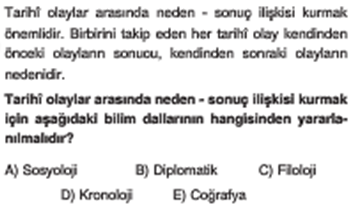 Tarihî olaylar arasında neden - sonuç ilişkisi kurmak
önemlidir. Birbirini takip eden her tarihî olay kendinden
önceki olayların sonucu, kendinden sonraki olayların
nedenidir.
Tarihî olaylar arasında neden - sonuç ilişkisi kurmak
için aşağıdaki bilim dallarının hangisinden yararla-
nılmalıdır?
A) Sosyoloji B) Diplomatik C) Filoloji
D) Kronoloji E) Coğrafya